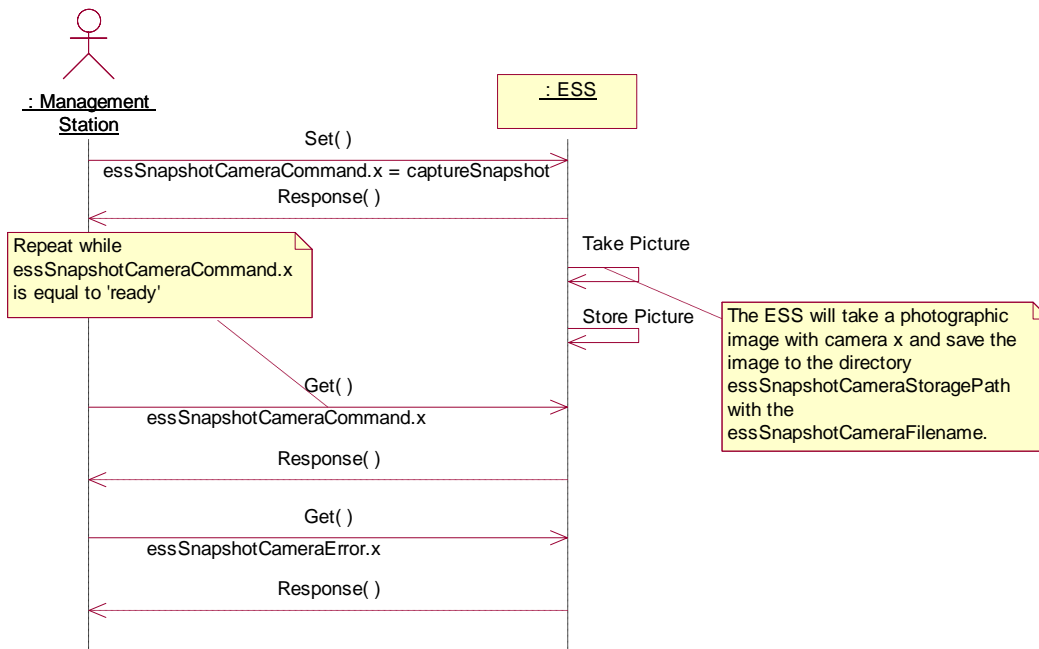 : Management
Station
: ESS
Set( )
essSnapshotCameraCommand.x = captureSnapshot
Response( )
Repeat while
essSnapshotCameraCommand.x
is equal to 'ready'
Take Picture
Store Picture
The ESS will take a photographic
image with camera x and save the
image to the directory
essSnapshotCameraStoragePath
with the
essSnapshotCameraFilename.
Get( )
essSnapshotCameraCommand.x
Response( )
Get( )
essSnapshotCameraError.x
Response( )